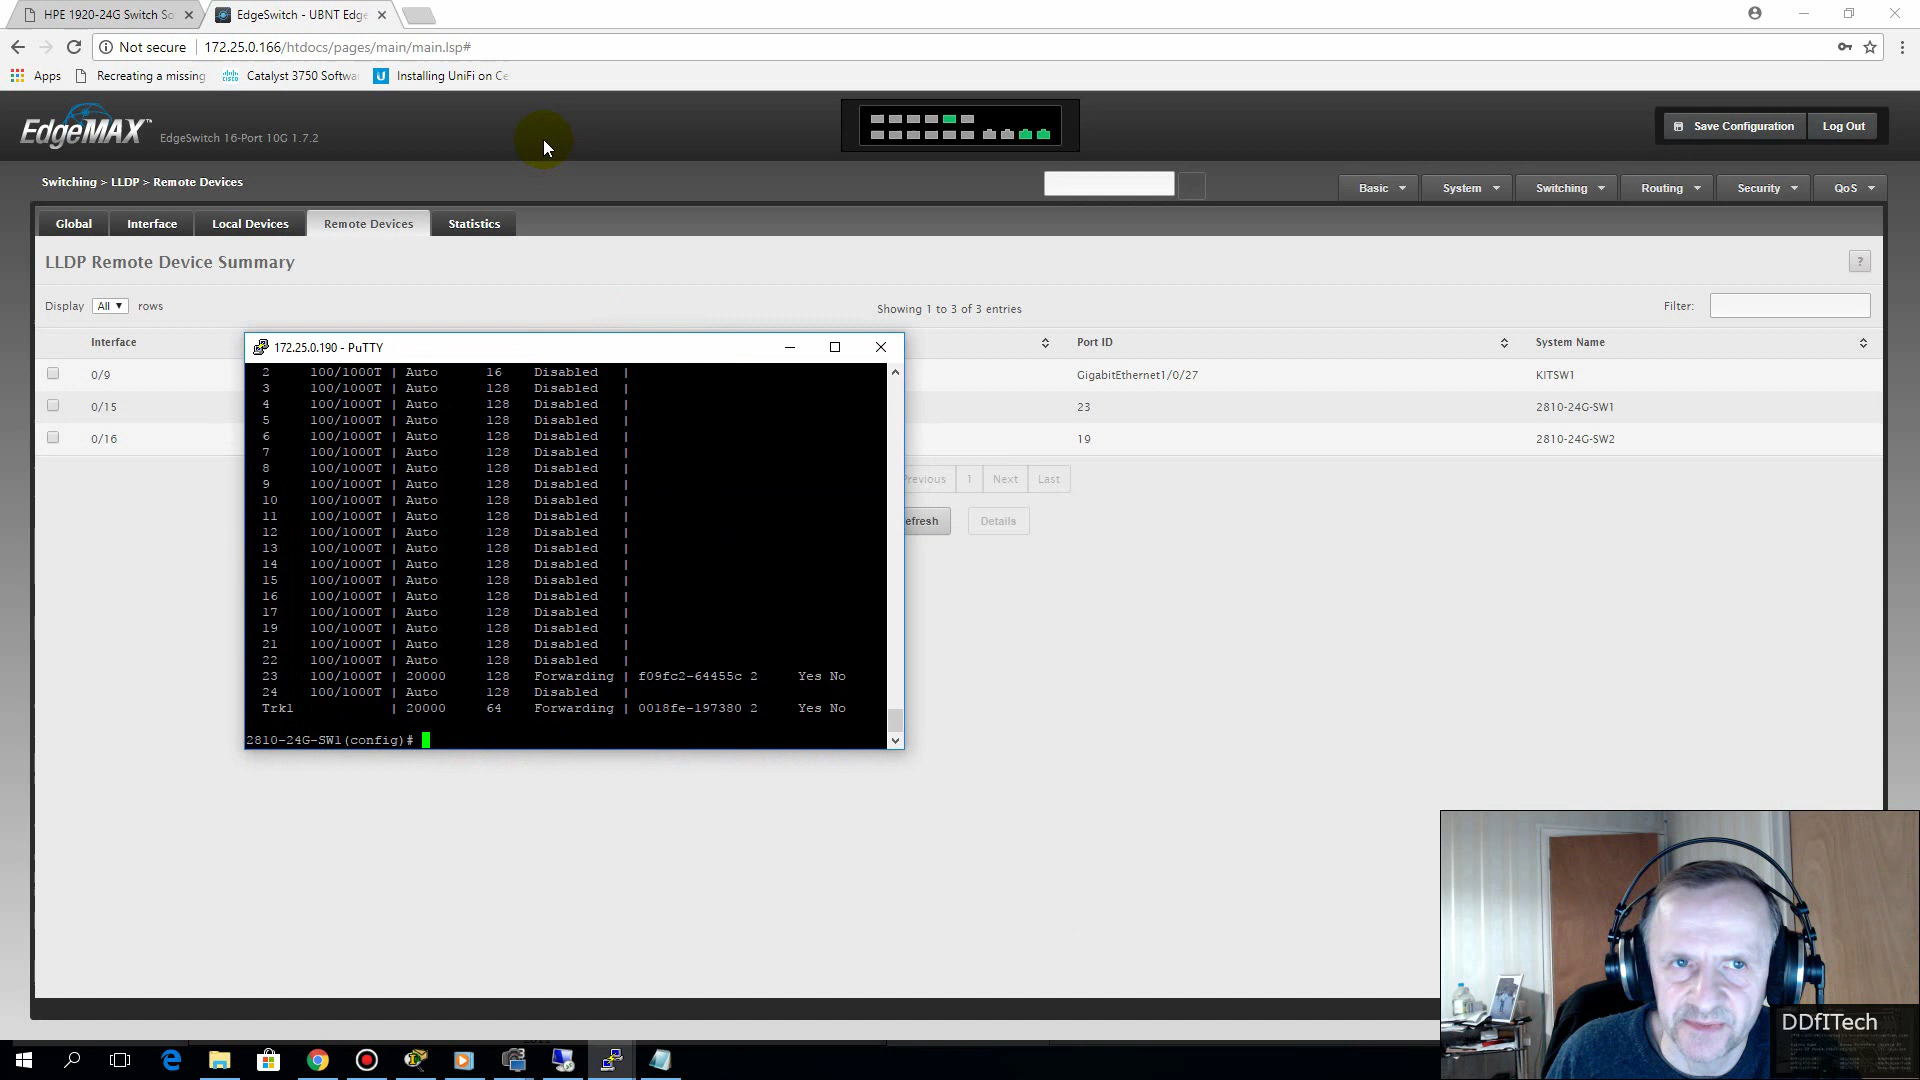 HPE 1920-24G Switch So
EdgeSwitch - UBNT Edge
Not secure
172.25.0.166/htdocs/pages/main/main.lsp#
Apps
Recreating a missing
Catalyst 3750 Softwa
Installing UniFi on Ce
EdgeMAX™
EdgeSwitch 16-Port 10G 1.7.2
Save Configuration
Log Out
Switching > LLDP > Remote Devices
Basic
System
Switching
Routing
Security
QoS
Global
Interface
Local Devices
Remote Devices
Statistics
LLDP Remote Device Summary
?
Display All rows
Showing 1 to 3 of 3 entries
Filter:
Interface
Port ID
System Name
0/9
GigabitEthernet1/0/27
KITSW1
0/15
23
2810-24G-SW1
0/16
19
2810-24G-SW2
Previous
1
Next
Last
efresh
Details
172.25.0.190 - PuTTY
2 100/1000T | Auto 16 Disabled |
3 100/1000T | Auto 128 Disabled |
4 100/1000T | Auto 128 Disabled |
5 100/1000T | Auto 128 Disabled |
6 100/1000T | Auto 128 Disabled |
7 100/1000T | Auto 128 Disabled |
8 100/1000T | Auto 128 Disabled |
9 100/1000T | Auto 128 Disabled |
10 100/1000T | Auto 128 Disabled |
11 100/1000T | Auto 128 Disabled |
12 100/1000T | Auto 128 Disabled |
13 100/1000T | Auto 128 Disabled |
14 100/1000T | Auto 128 Disabled |
15 100/1000T | Auto 128 Disabled |
16 100/1000T | Auto 128 Disabled |
17 100/1000T | Auto 128 Disabled |
19 100/1000T | Auto 128 Disabled |
21 100/1000T | Auto 128 Disabled |
22 100/1000T | Auto 128 Disabled |
23 100/1000T | 20000 128 Forwarding | f09fc2-64455c 2 Yes No
24 100/1000T | Auto 128 Disabled |
Trk1 | 20000 64 Forwarding | 0018fe-197380 2 Yes No
2810-24G-SW1(config)#
DDfITech